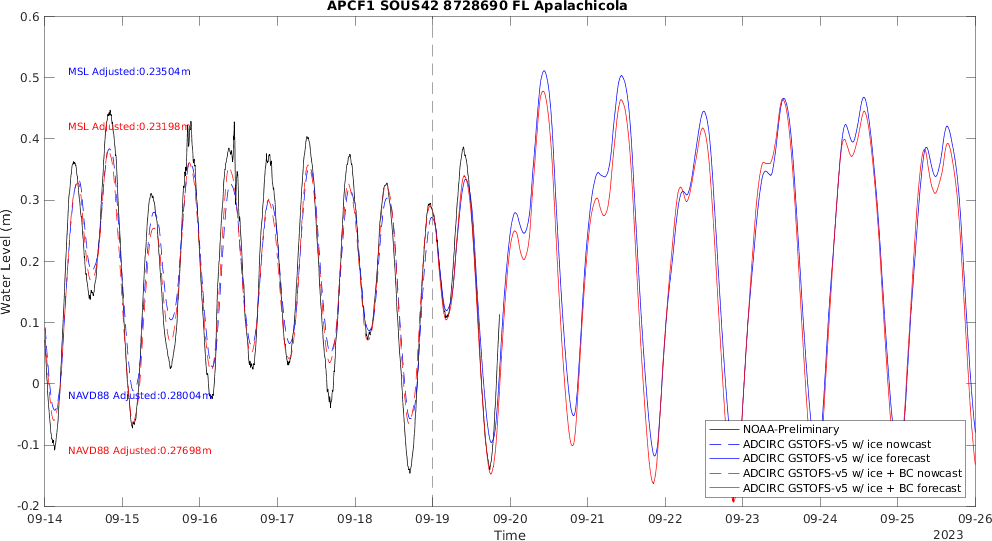 APCF1 SOUS42 8728690 FL Apalachicola
0.6
0.5
0.4
0.3
0.2
0.1
0
-0.1
-0.2
Water Level (m)
MSL Adjusted:0.23504m
MSL Adjusted:0.23198m
NAVD88 Adjusted:0.28004m
NAVD88 Adjusted:0.27698m
NOAA-Preliminary
ADCIRC GSTOFS-v5 w/ ice nowcast
ADCIRC GSTOFS-v5 w/ ice forecast
ADCIRC GSTOFS-v5 w/ ice + BC nowcast
ADCIRC GSTOFS-v5 w/ ice + BC forecast
09-14 09-15 09-16 09-17 09-18 09-19 09-20 09-21 09-22 09-23 09-24 09-25 09-26
Time
2023